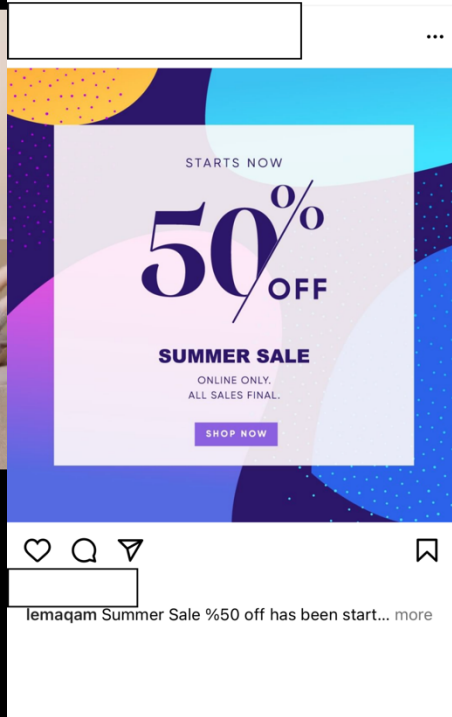 STARTS NOW
50%
OFF
SUMMER SALE
ONLINE ONLY.
ALL SALES FINAL.
SHOP NOW
lemaqam Summer Sale %50 off has been start... more